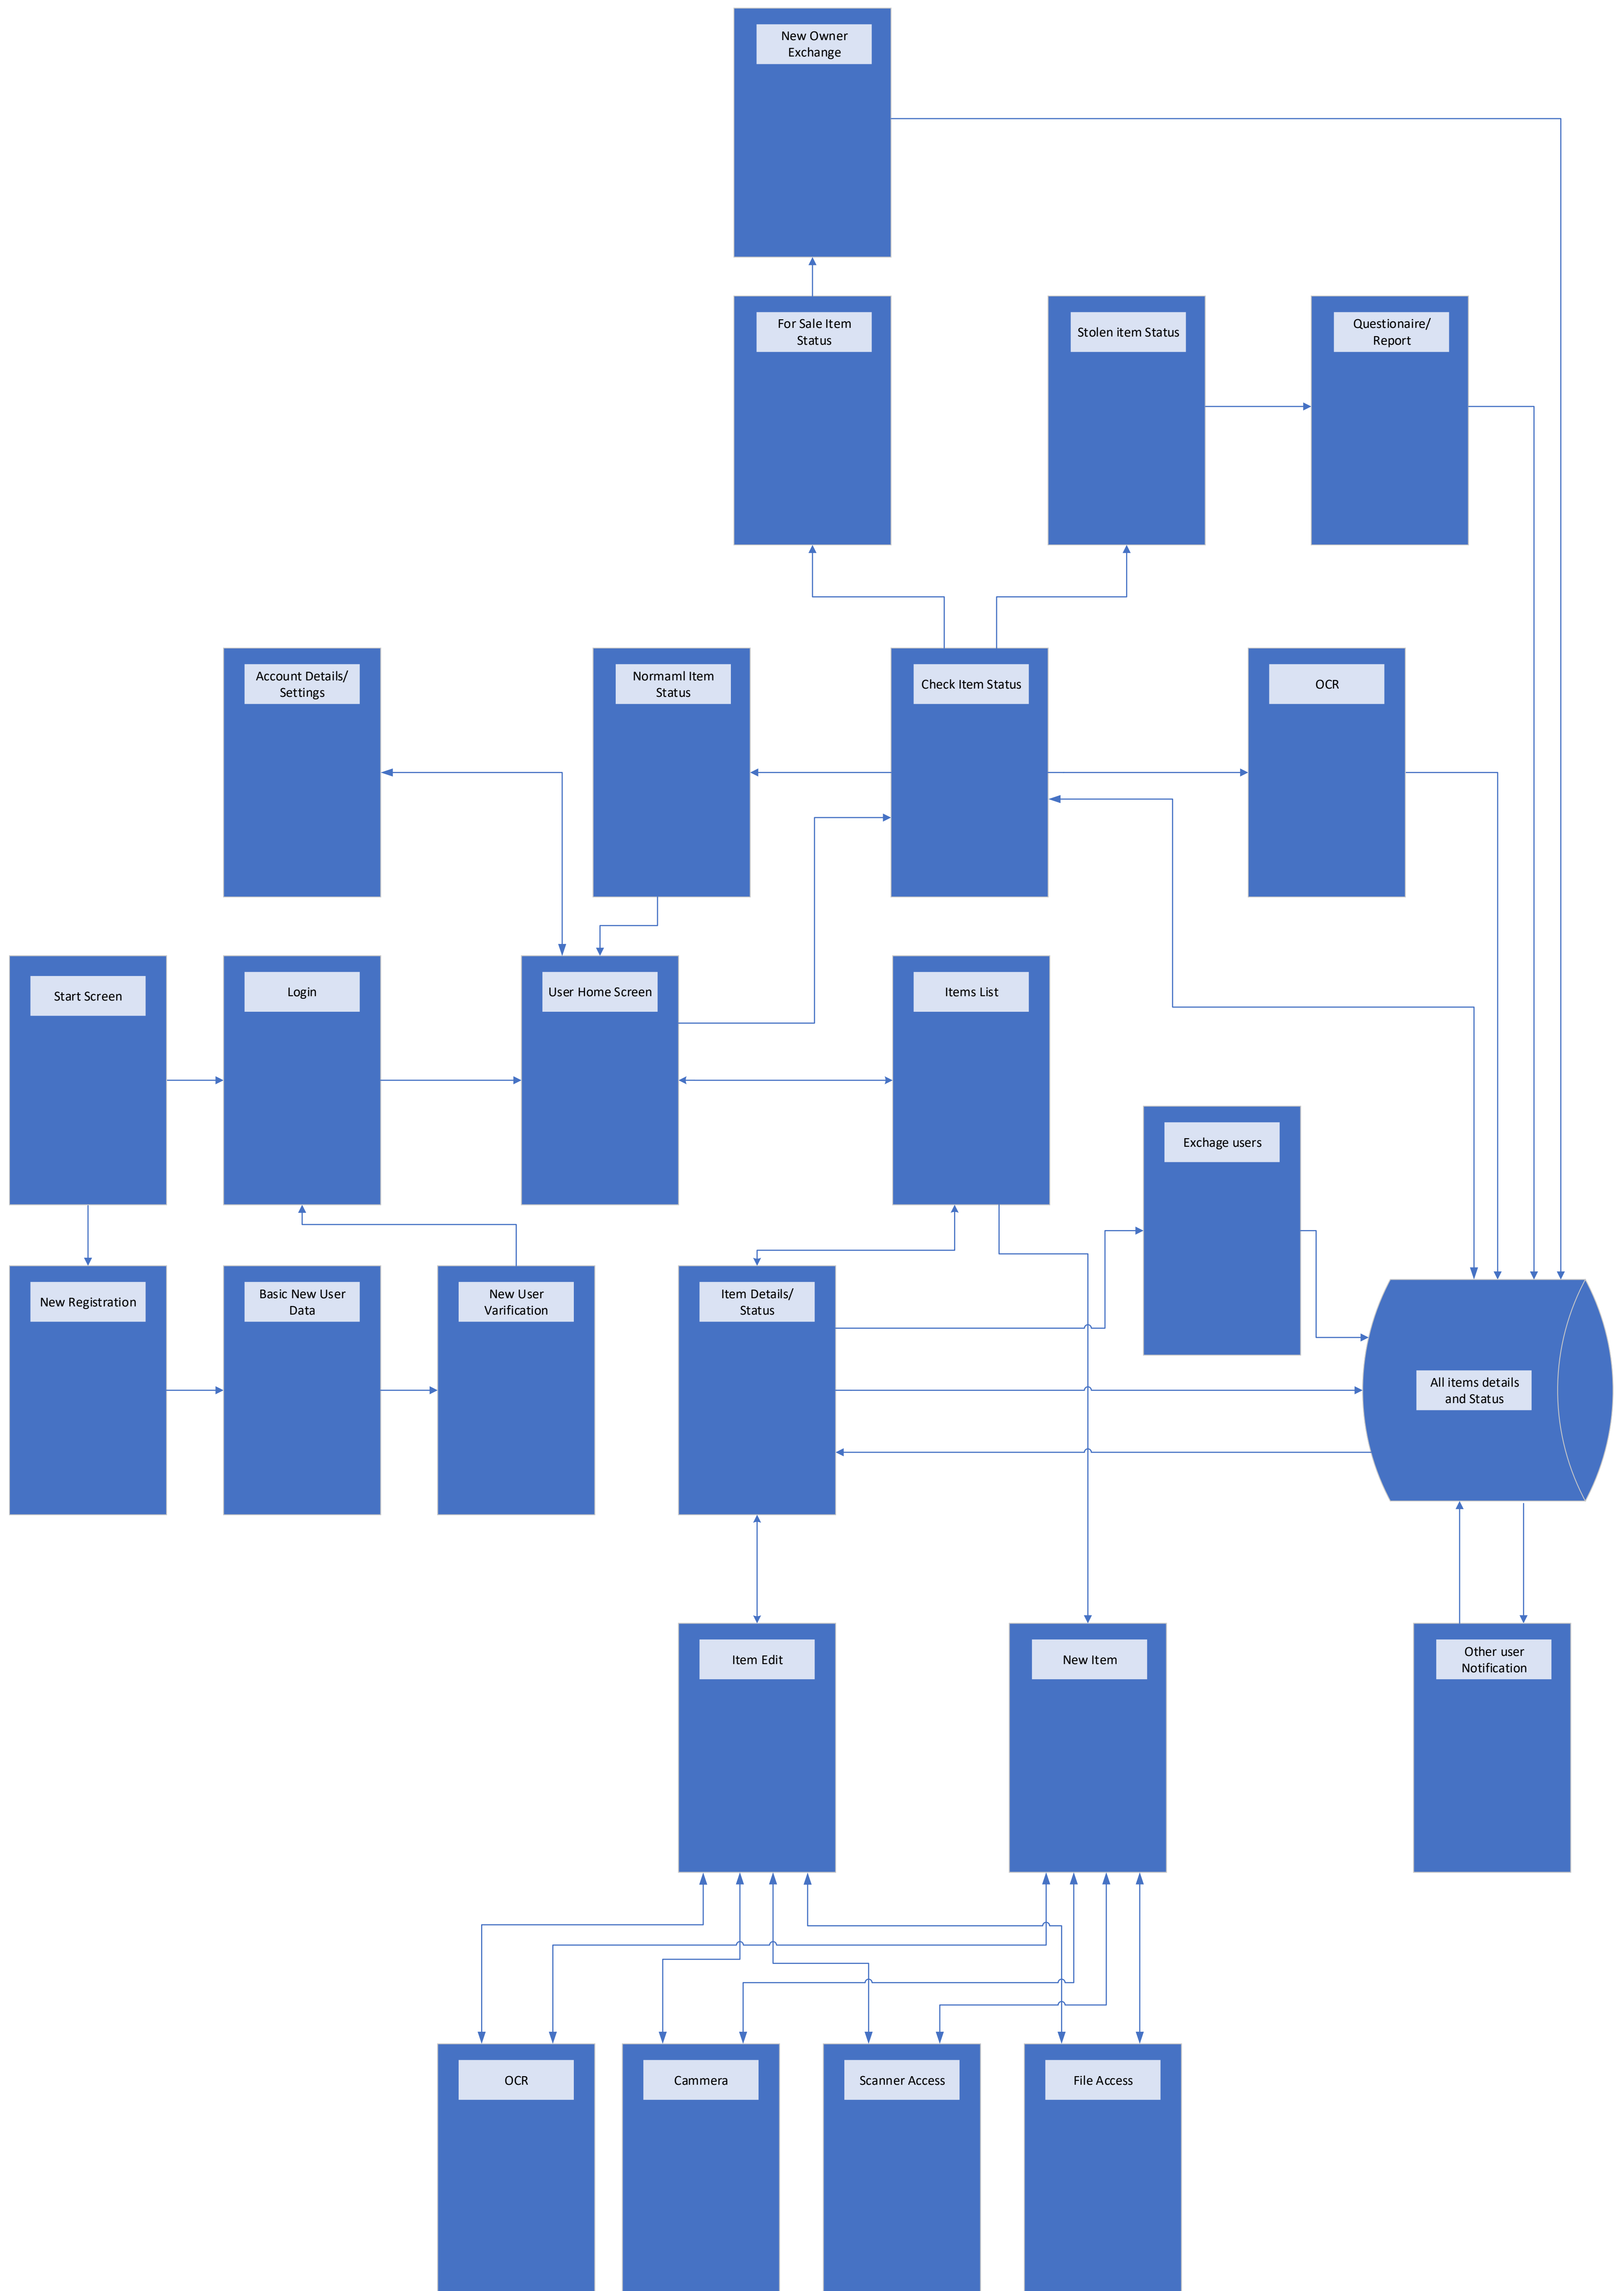 New Owner
Exchange
For Sale Item
Status
Stolen item Status
Questionaire/
Report
Account Details/
Settings
Normaml Item
Status
Check Item Status
OCR
Start Screen
Login
User Home Screen
Items List
Exchage users
New Registration
Basic New User
Data
New User
Varification
Item Details/
Status
All items details
and Status
Item Edit
New Item
Other user
Notification
OCR
Cammera
Scanner Access
File Access